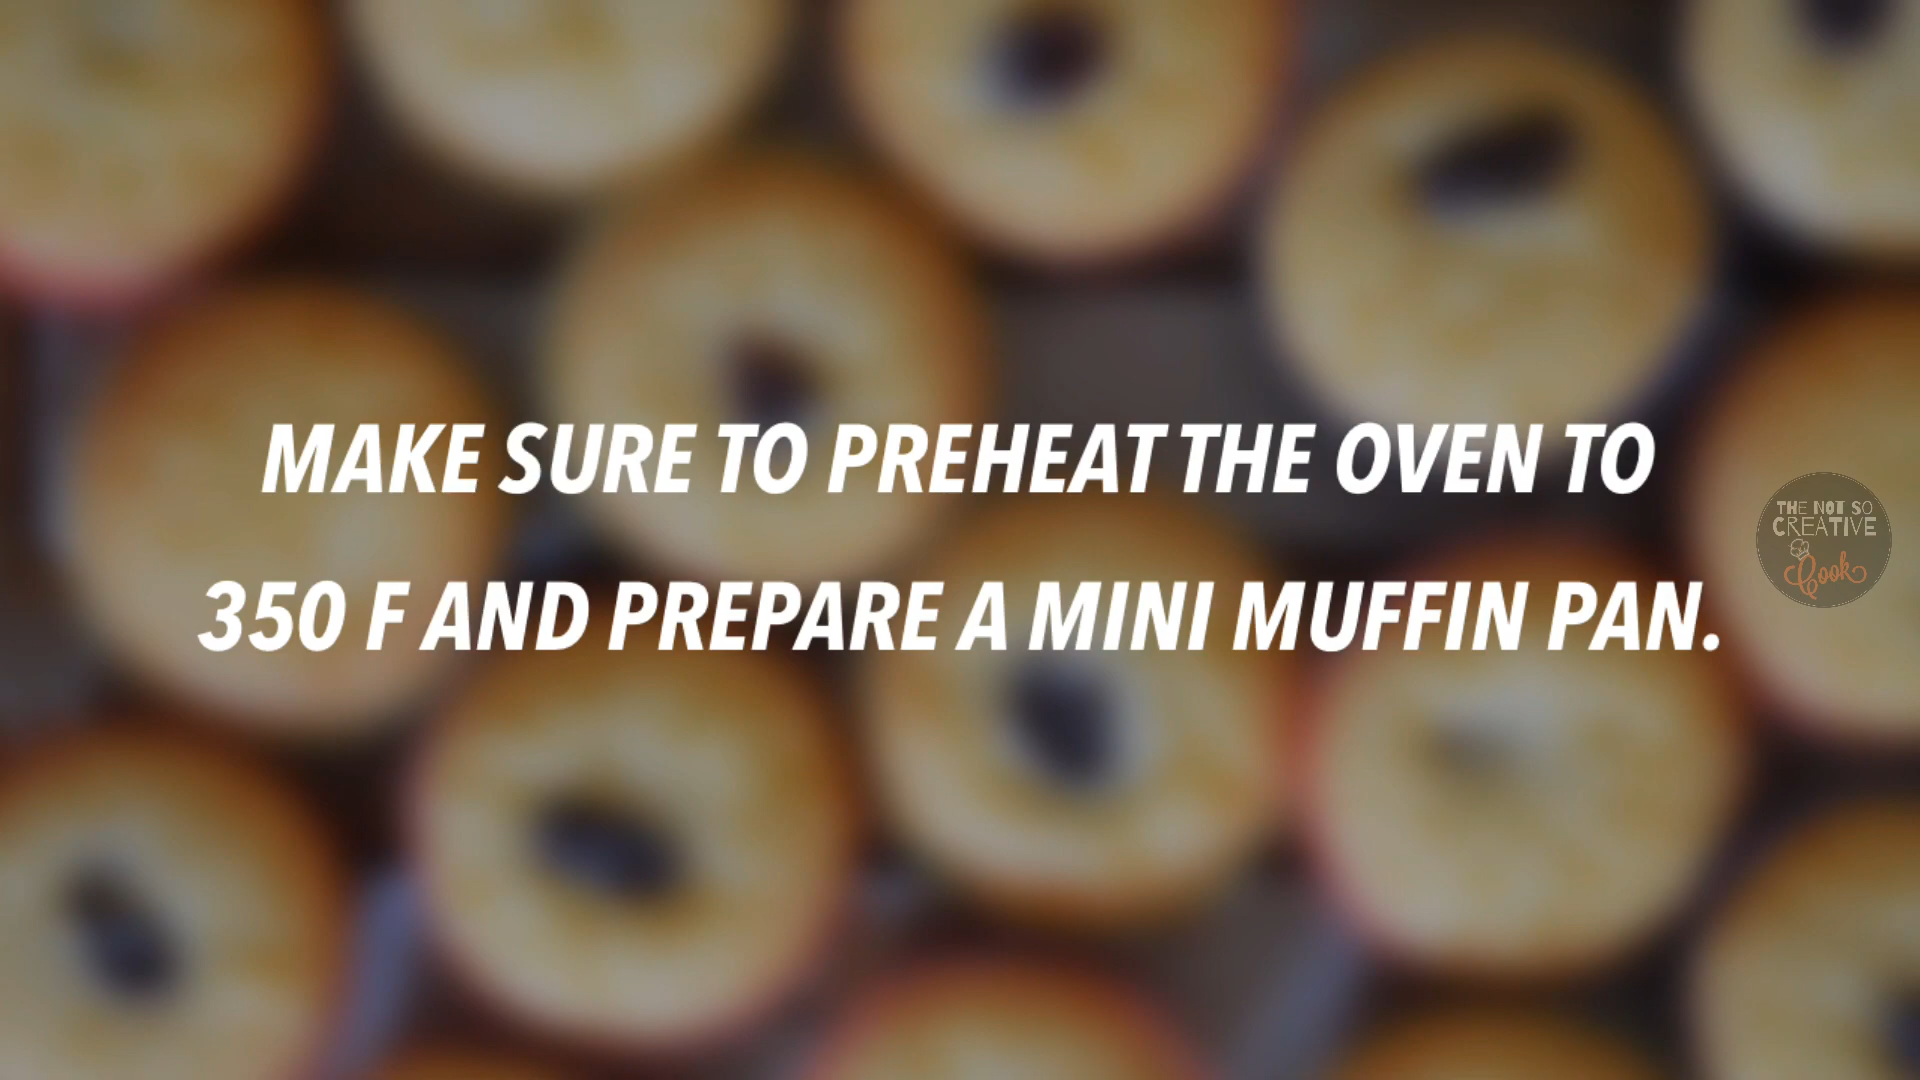 MAKE SURE TO PREHEAT THE OVEN TO
350 F AND PREPARE A MINI MUFFIN PAN.
THE NOT SO
CREATIVE
Cook